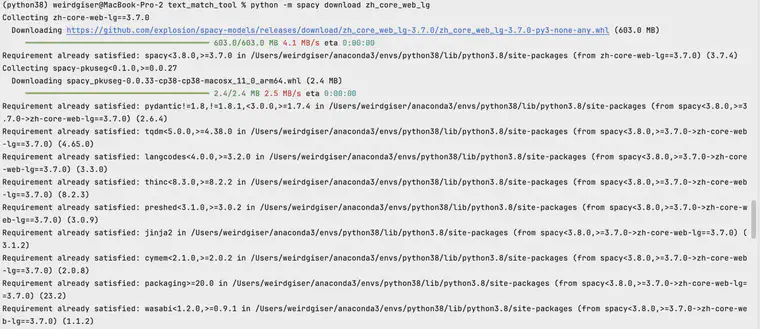 (python38) weirdgiser@MacBook-Pro-2 text_match_tool % python -m spacy download zh_core_web_lg
Collecting zh-core-web-lg==3.7.0
  Downloading https://github.com/explosion/spacy-models/releases/download/zh_core_web_lg-3.7.0/zh_core_web_lg-3.7.0-py3-none-any.whl (603.0 MB)
     ━━━━━━━━━━━━━━━━━━━━━━━━━━━━━━━━━━━━━━━━ 603.0/603.0 MB 4.1 MB/s eta 0:00:00
Requirement already satisfied: spacy<3.8.0,>=3.7.0 in /Users/weirdgiser/anaconda3/envs/python38/lib/python3.8/site-packages (from zh-core-web-lg==3.7.0) (3.7.4)
Collecting spacy-pkuseg<0.1.0,>=0.0.27
  Downloading spacy_pkuseg-0.0.33-cp38-cp38-macosx_11_0_arm64.whl (2.4 MB)
     ━━━━━━━━━━━━━━━━━━━━━━━━━━━━━━━━━━━━━━━━ 2.4/2.4 MB 2.5 MB/s eta 0:00:00
Requirement already satisfied: pydantic!=1.8,!=1.8.1,<3.0.0,>=1.7.4 in /Users/weirdgiser/anaconda3/envs/python38/lib/python3.8/site-packages (from spacy<3.8.0,>=3
.7.0->zh-core-web-lg==3.7.0) (2.6.4)
Requirement already satisfied: tqdm<5.0.0,>=4.38.0 in /Users/weirdgiser/anaconda3/envs/python38/lib/python3.8/site-packages (from spacy<3.8.0,>=3.7.0->zh-core-web
-lg==3.7.0) (4.65.0)
Requirement already satisfied: langcodes<4.0.0,>=3.2.0 in /Users/weirdgiser/anaconda3/envs/python38/lib/python3.8/site-packages (from spacy<3.8.0,>=3.7.0->zh-core
-web-lg==3.7.0) (3.3.0)
Requirement already satisfied: thinc<8.3.0,>=8.2.2 in /Users/weirdgiser/anaconda3/envs/python38/lib/python3.8/site-packages (from spacy<3.8.0,>=3.7.0->zh-core-web
-lg==3.7.0) (8.2.3)
Requirement already satisfied: preshed<3.1.0,>=3.0.2 in /Users/weirdgiser/anaconda3/envs/python38/lib/python3.8/site-packages (from spacy<3.8.0,>=3.7.0->zh-core-w
eb-lg==3.7.0) (3.0.9)
Requirement already satisfied: jinja2 in /Users/weirdgiser/anaconda3/envs/python38/lib/python3.8/site-packages (from spacy<3.8.0,>=3.7.0->zh-core-web-lg==3.7.0) (
3.1.2)
Requirement already satisfied: cymem<2.1.0,>=2.0.2 in /Users/weirdgiser/anaconda3/envs/python38/lib/python3.8/site-packages (from spacy<3.8.0,>=3.7.0->zh-core-web
-lg==3.7.0) (2.0.8)
Requirement already satisfied: packaging>=20.0 in /Users/weirdgiser/anaconda3/envs/python38/lib/python3.8/site-packages (from spacy<3.8.0,>=3.7.0->zh-core-web-lg=
=3.7.0) (23.2)
Requirement already satisfied: wasabi<1.2.0,>=0.9.1 in /Users/weirdgiser/anaconda3/envs/python38/lib/python3.8/site-packages (from spacy<3.8.0,>=3.7.0->zh-core-we
b-lg==3.7.0) (1.1.2)